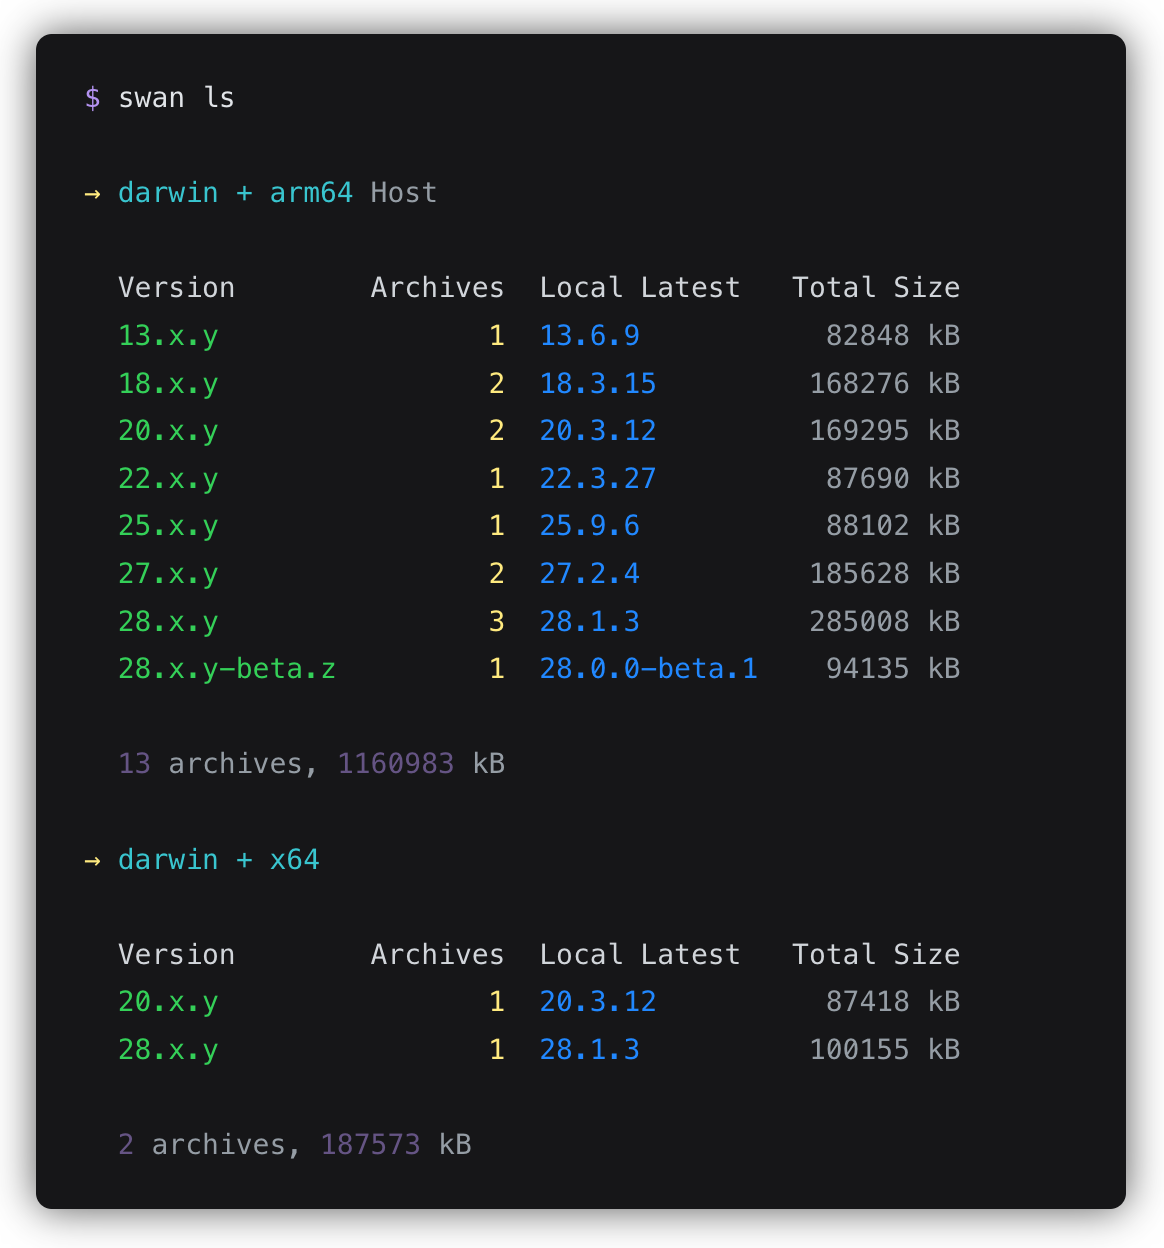 $ swan ls
→ darwin + arm64 Host
Version Archives Local Latest Total Size
13.x.y 1 13.6.9 82848 kB
18.x.y 2 18.3.15 168276 kB
20.x.y 2 20.3.12 169295 kB
22.x.y 1 22.3.27 87690 kB
25.x.y 1 25.9.6 88102 kB
27.x.y 2 27.2.4 185628 kB
28.x.y 3 28.1.3 285008 kB
28.x.y-beta.z 1 28.0.0-beta.1 94135 kB
13 archives, 1160983 kB
→ darwin + x64
Version Archives Local Latest Total Size
20.x.y 1 20.3.12 87418 kB
28.x.y 1 28.1.3 100155 kB
2 archives, 187573 kB